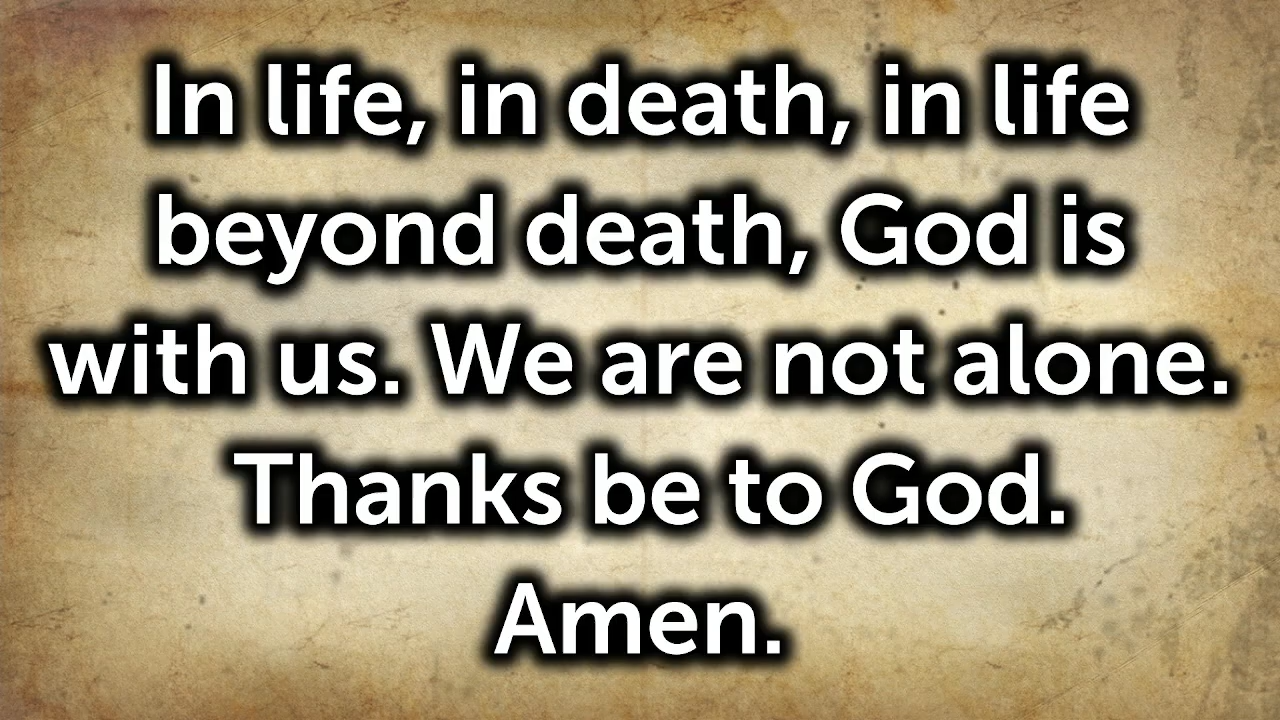 In life, in death, in life
beyond death, God is
with us. We are not alone.
Thanks be to God.
Amen.